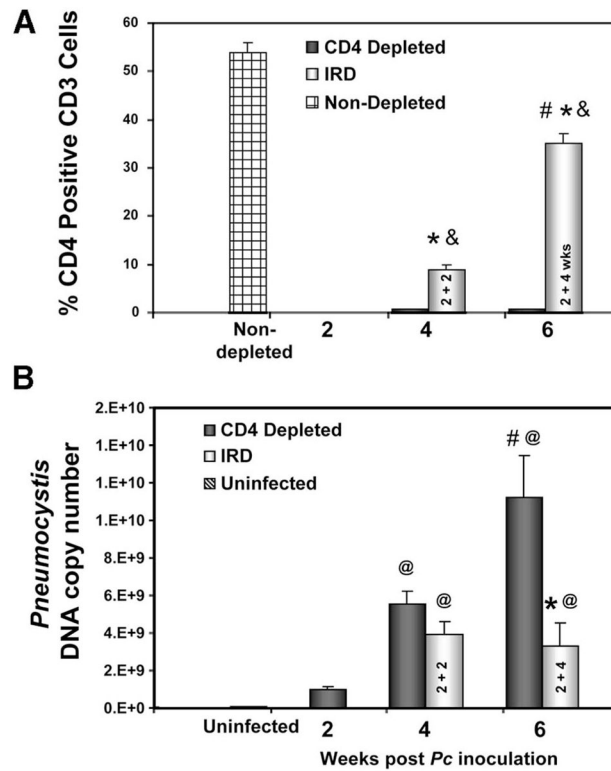 A
% CD4 Positive CD3 Cells
60
50
40
30
20
10
0
CD4 Depleted
IRD
Non-Depleted
# * &
* &
2 + 2
2 + 4 wks
Non-
depleted
2
4
6
B
Pneumocystis
DNA copy number
2.E+10
1.E+10
1.E+10
1.E+10
8.E+9
6.E+9
4.E+9
2.E+9
0.E+0
CD4 Depleted
IRD
Uninfected
# @
@
@
* @
2 + 2
2 + 4
Uninfected
2
4
6
Weeks post Pc inoculation